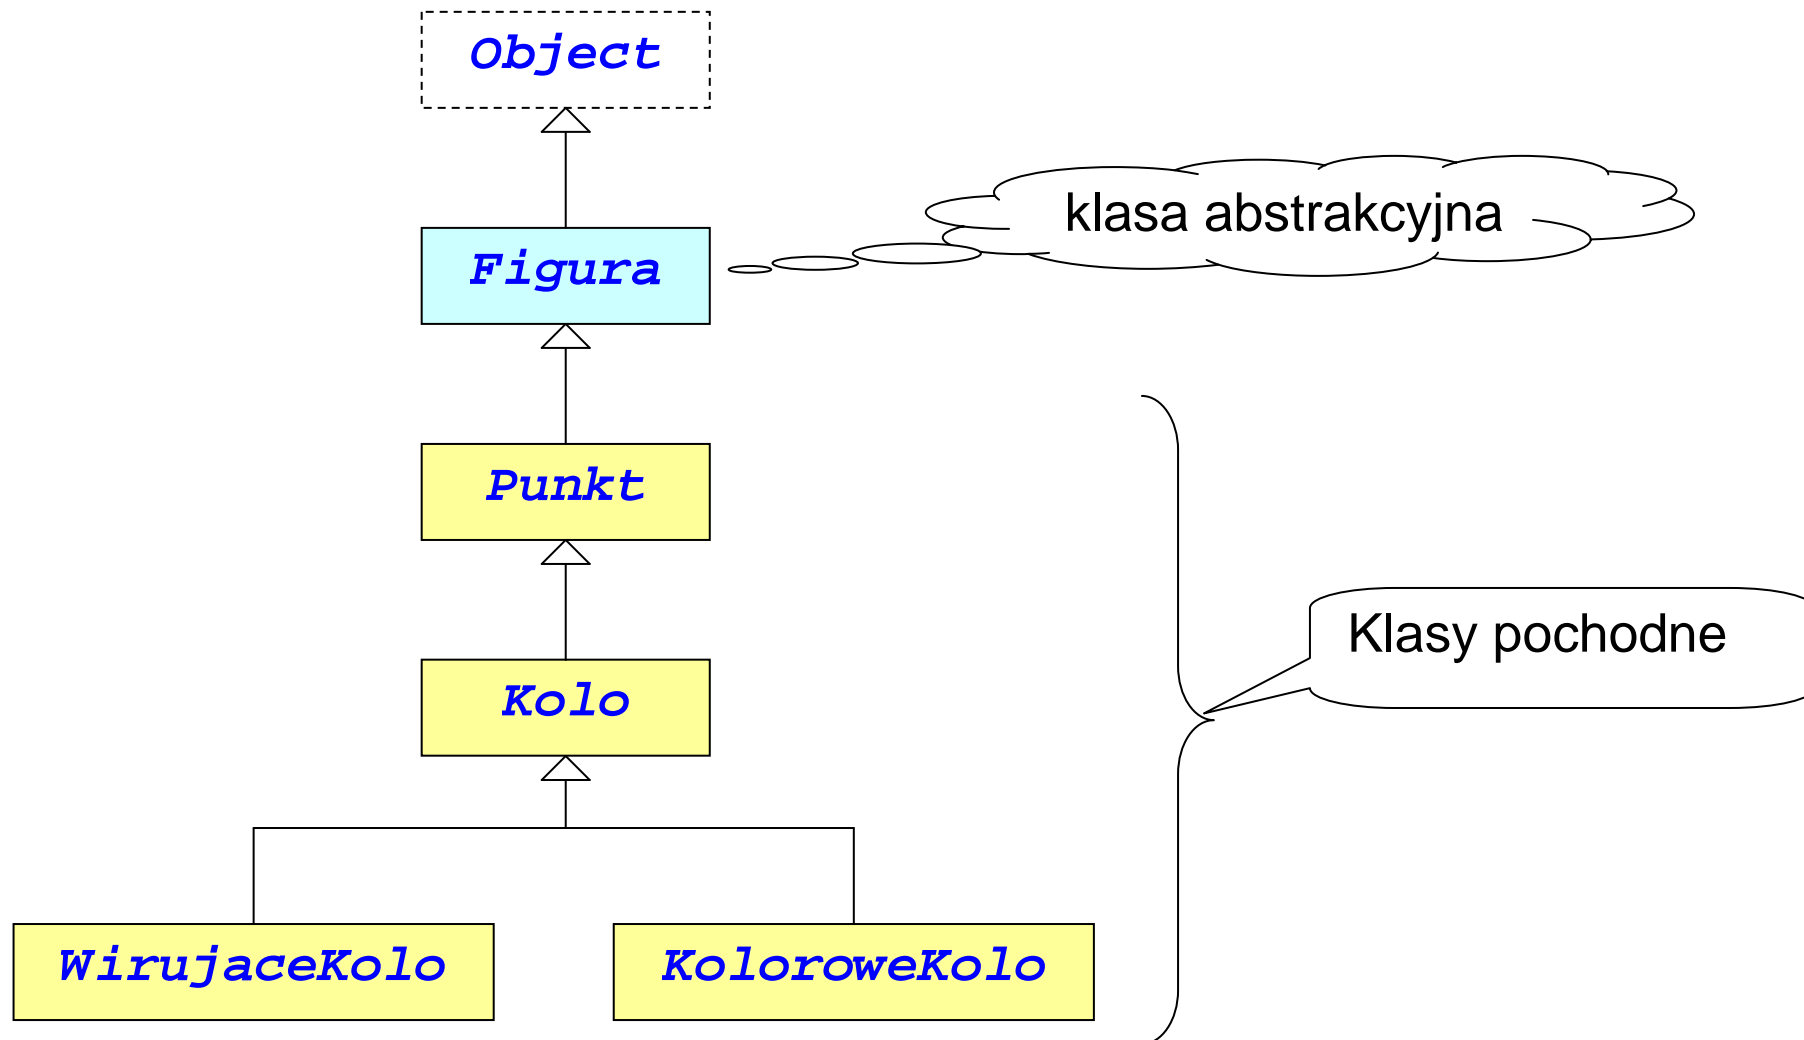 Object
klasa abstrakcyjna
Figura
Punkt
Klasy pochodne
Kolo
WirujaceKolo
KoloroweKolo